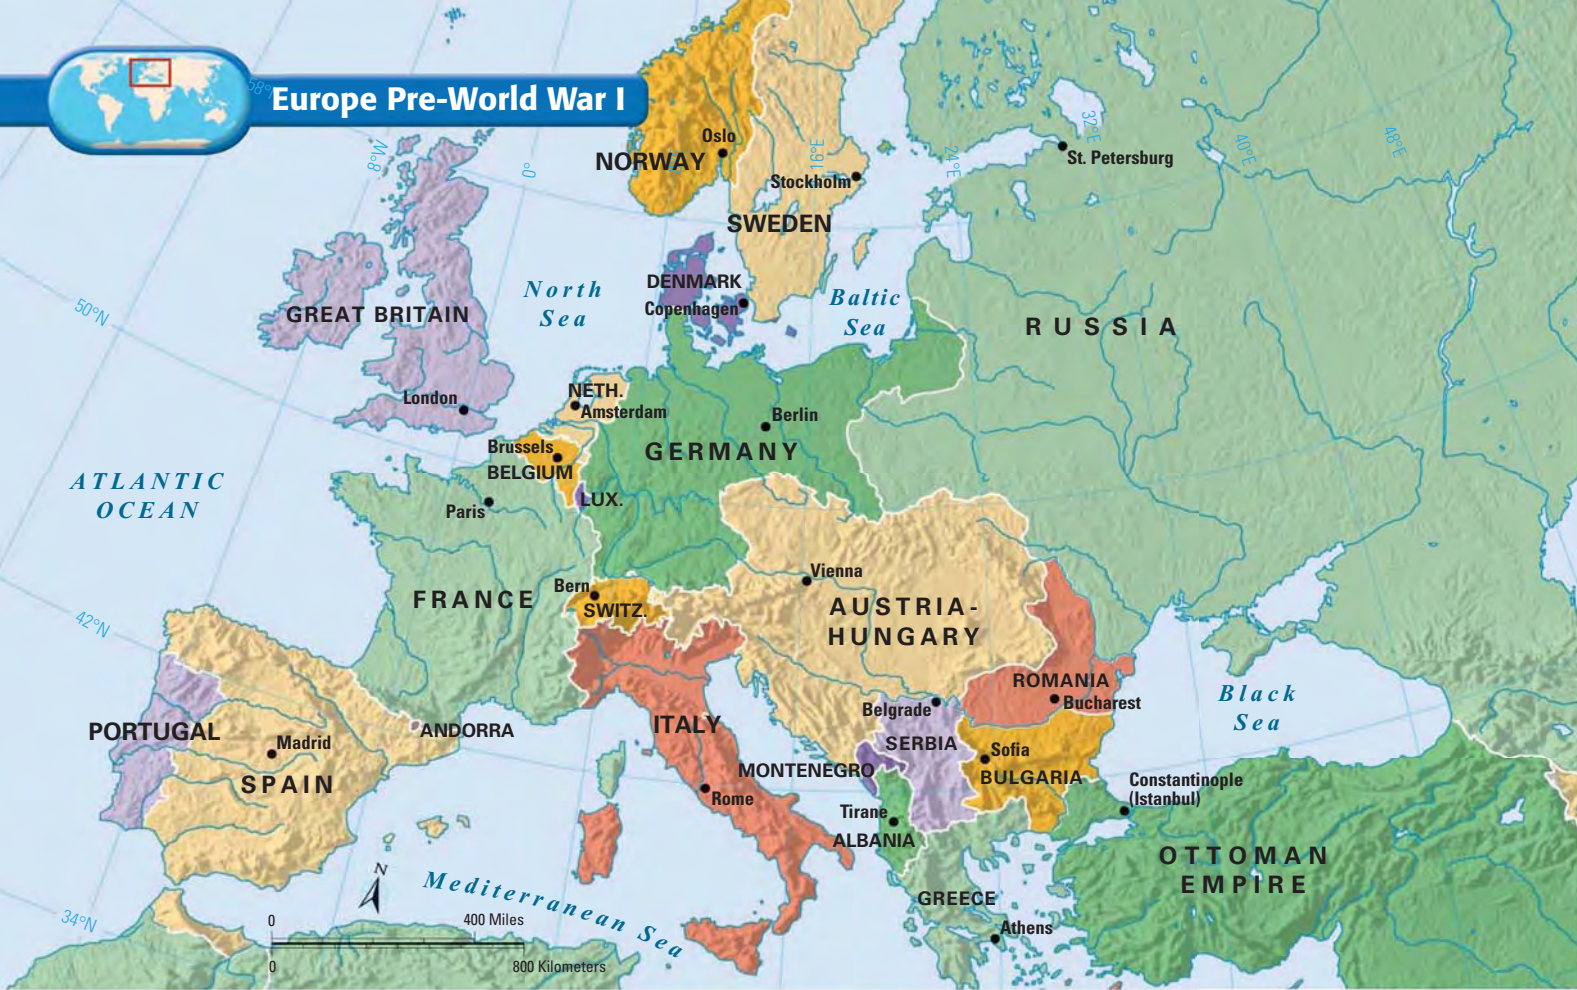 58°
Europe Pre-World War I
8°W
0°
16°E
24°E
32°E
40°E
48°E
Oslo
NORWAY
St. Petersburg
Stockholm
SWEDEN
DENMARK
Copenhagen
North
Sea
Baltic
Sea
50°N
GREAT BRITAIN
RUSSIA
London
NETH.
Amsterdam
Berlin
GERMANY
Brussels
BELGIUM
LUX.
ATLANTIC
OCEAN
Paris
Vienna
Bern
SWITZ.
FRANCE
AUSTRIA-
HUNGARY
42°N
ROMANIA
Bucharest
Black
Sea
Belgrade
PORTUGAL
ANDORRA
ITALY
SERBIA
Madrid
SPAIN
Sofia
BULGARIA
MONTENEGRO
Constantinople
(Istanbul)
Rome
Tirane
ALBANIA
OTTOMAN
EMPIRE
N
Mediterranean Sea
GREECE
Athens
34°N
0
400 Miles
0
800 Kilometers